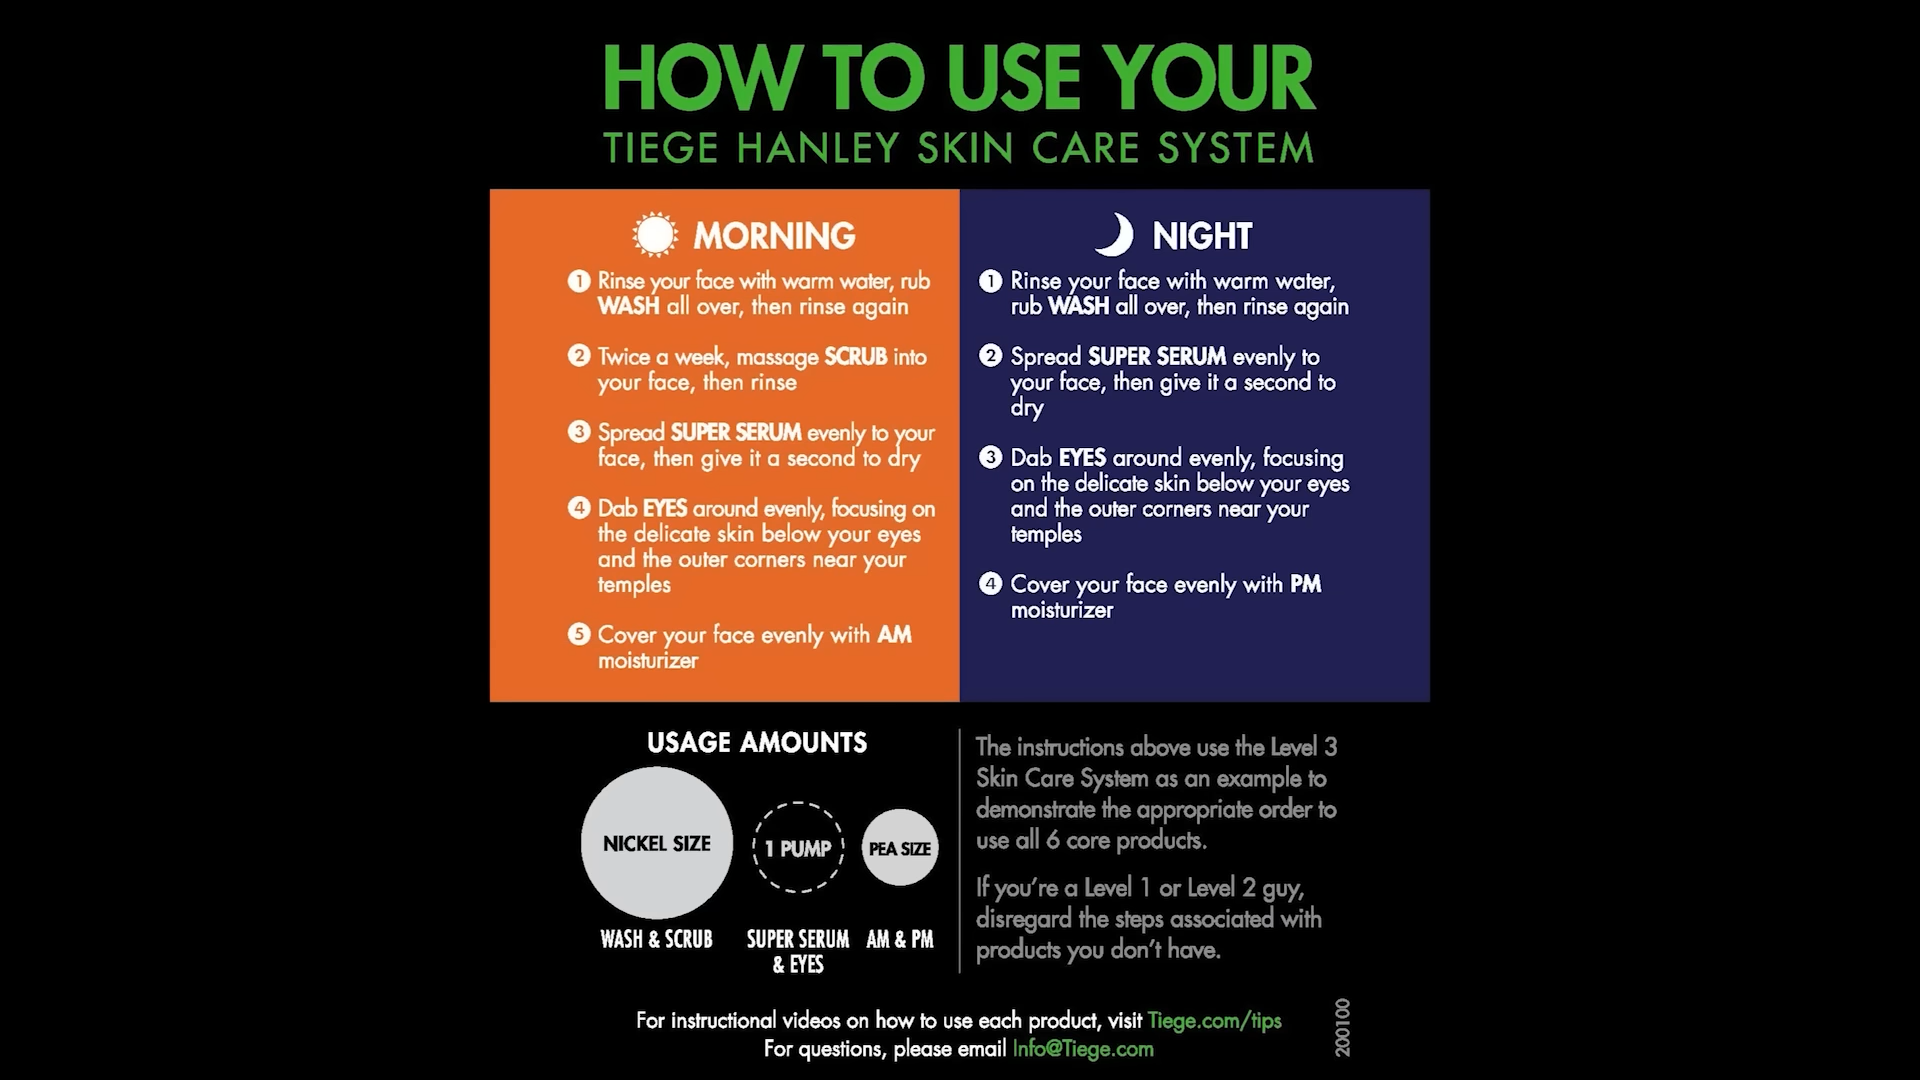 HOW TO USE YOUR
TIEGE HANLEY SKIN CARE SYSTEM
MORNING
1 Rinse your face with warm water, rub
WASH all over, then rinse again
2 Twice a week, massage SCRUB into
your face, then rinse
3 Spread SUPER SERUM evenly to your
face, then give it a second to dry
4 Dab EYES around evenly, focusing on
the delicate skin below your eyes
and the outer corners near your
temples
5 Cover your face evenly with AM
moisturizer
NIGHT
1 Rinse your face with warm water,
rub WASH all over, then rinse again
2 Spread SUPER SERUM evenly to
your face, then give it a second to
dry
3 Dab EYES around evenly, focusing
on the delicate skin below your eyes
and the outer corners near your
temples
4 Cover your face evenly with PM
moisturizer
USAGE AMOUNTS
NICKEL SIZE
WASH & SCRUB
1 PUMP
SUPER SERUM
& EYES
PEA SIZE
AM & PM
The instructions above use the Level 3
Skin Care System as an example to
demonstrate the appropriate order to
use all 6 core products.
If you're a Level 1 or Level 2 guy,
disregard the steps associated with
products you don't have.
For instructional videos on how to use each product, visit Tiege.com/tips
For questions, please email Info@Tiege.com
200100